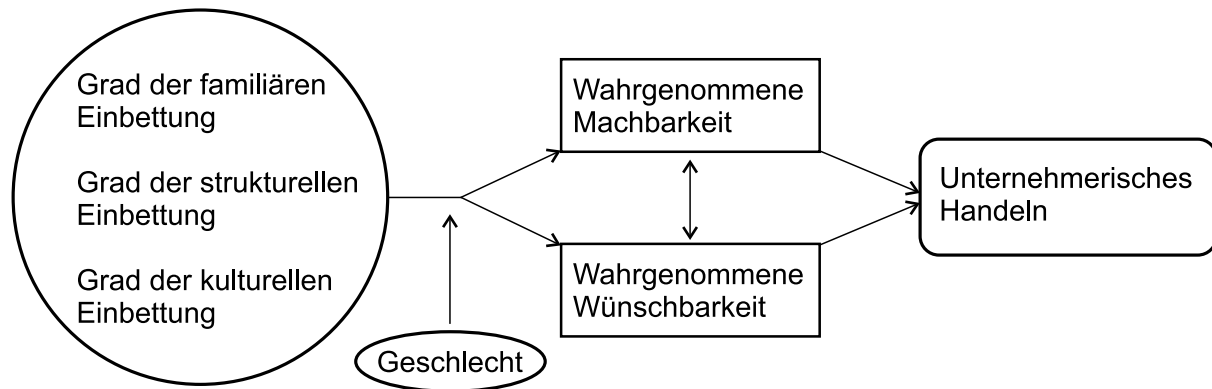 Grad der familiären
Einbettung
Grad der strukturellen
Einbettung
Grad der kulturellen
Einbettung
Geschlecht
Wahrgenommene
Machbarkeit
Wahrgenommene
Wünschbarkeit
Unternehmerisches
Handeln